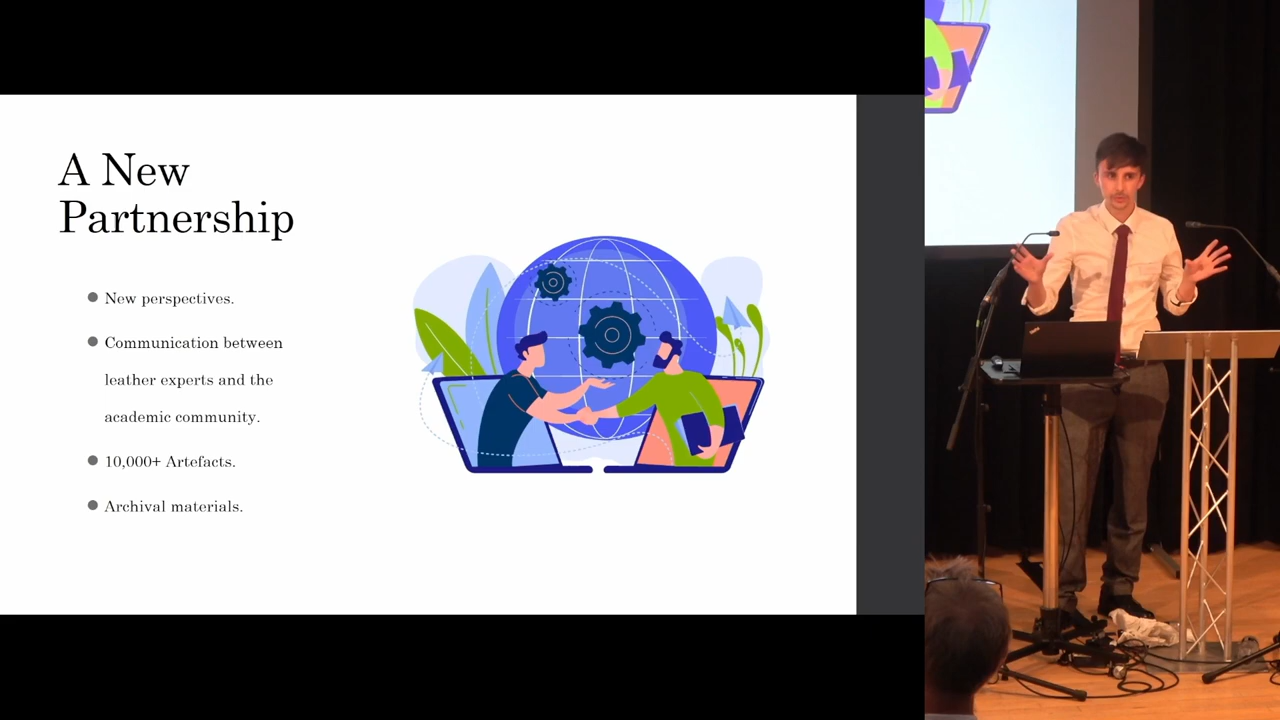 A New
Partnership
New perspectives.
Communication between
leather experts and the
academic community.
10,000+ Artefacts.
Archival materials.